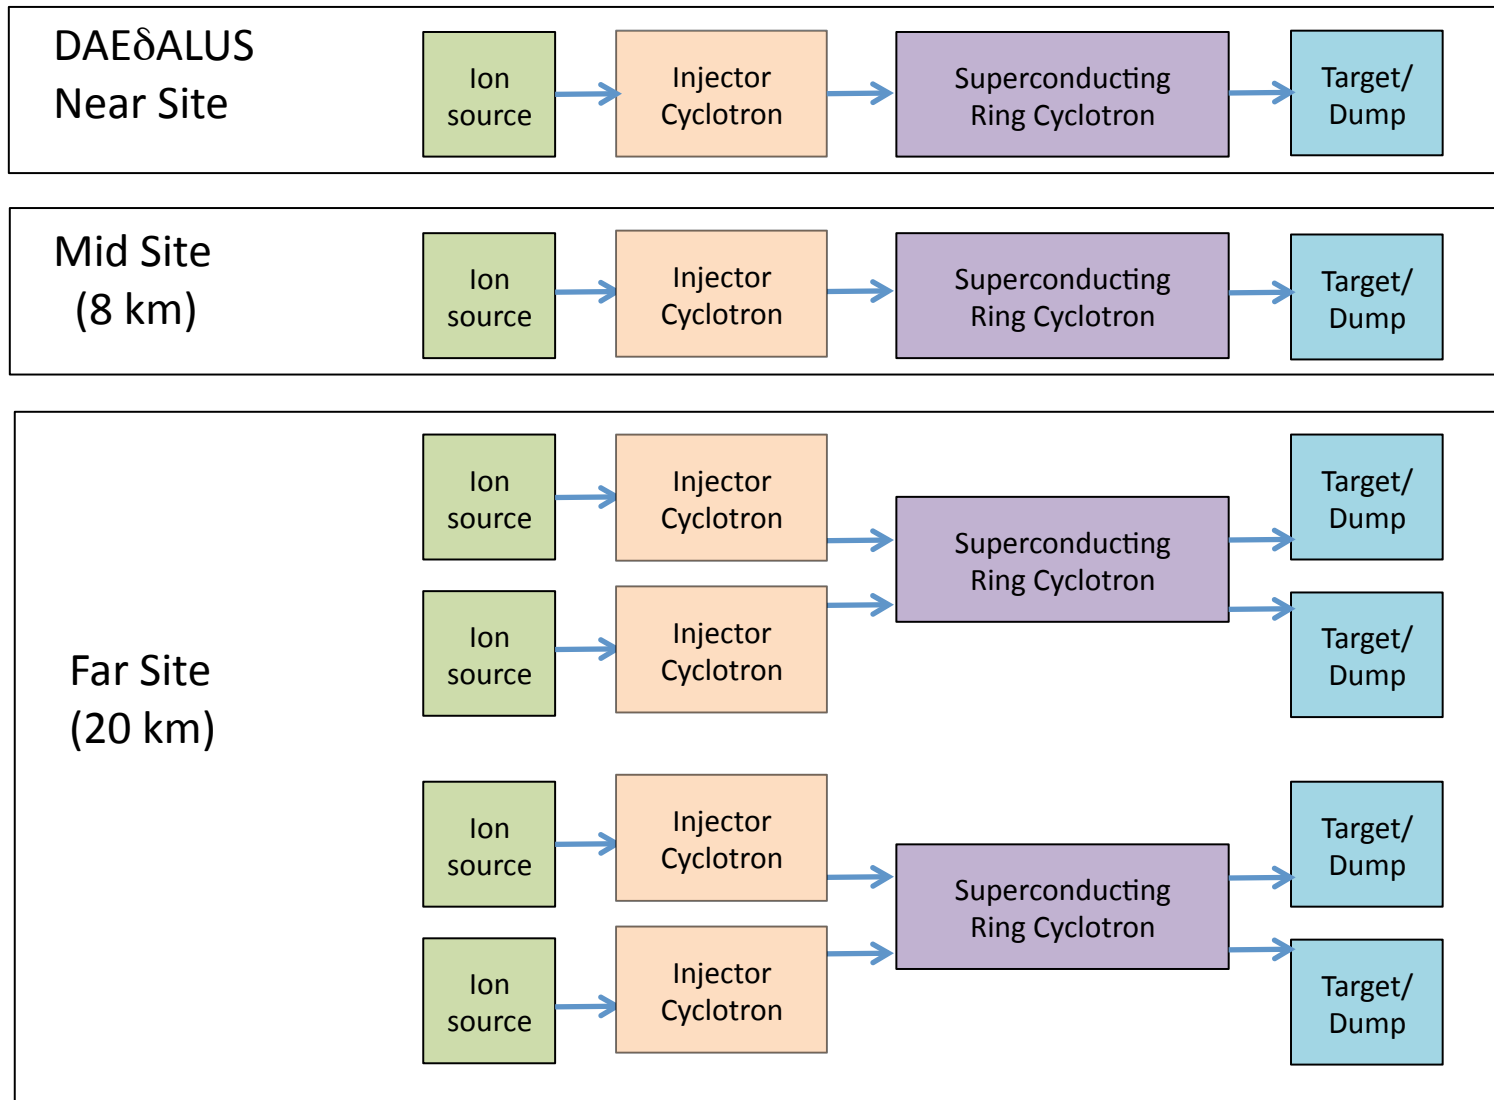 DAEδALUS
Near Site
Ion
source
Injector
Cyclotron
Superconducting
Ring Cyclotron
Target/
Dump
Mid Site
(8 km)
Ion
source
Injector
Cyclotron
Superconducting
Ring Cyclotron
Target/
Dump
Far Site
(20 km)
Ion
source
Injector
Cyclotron
Superconducting
Ring Cyclotron
Target/
Dump
Ion
source
Injector
Cyclotron
Target/
Dump
Ion
source
Injector
Cyclotron
Superconducting
Ring Cyclotron
Target/
Dump
Ion
source
Injector
Cyclotron
Target/
Dump